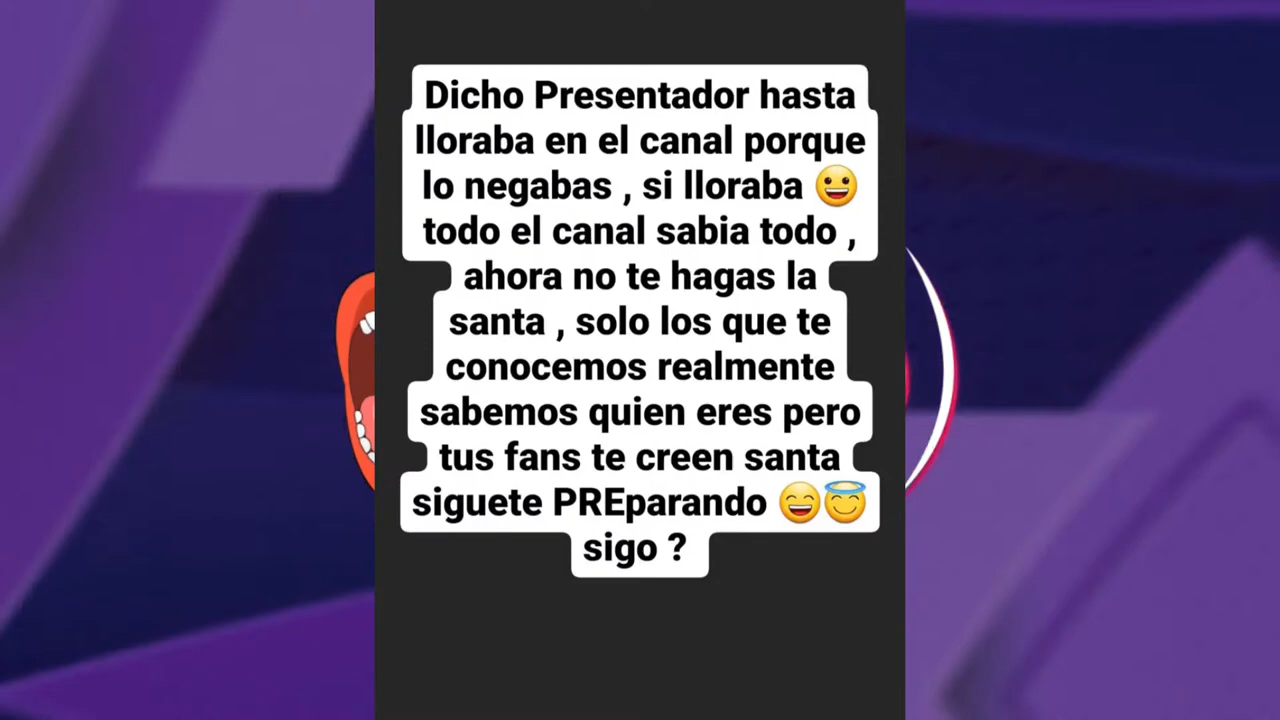 Dicho Presentador hasta
lloraba en el canal porque
lo negabas , si lloraba 😀
todo el canal sabia todo ,
ahora no te hagas la
santa , solo los que te
conocemos realmente
sabemos quien eres pero
tus fans te creen santa
siguete PREparando 😄😇
sigo ?